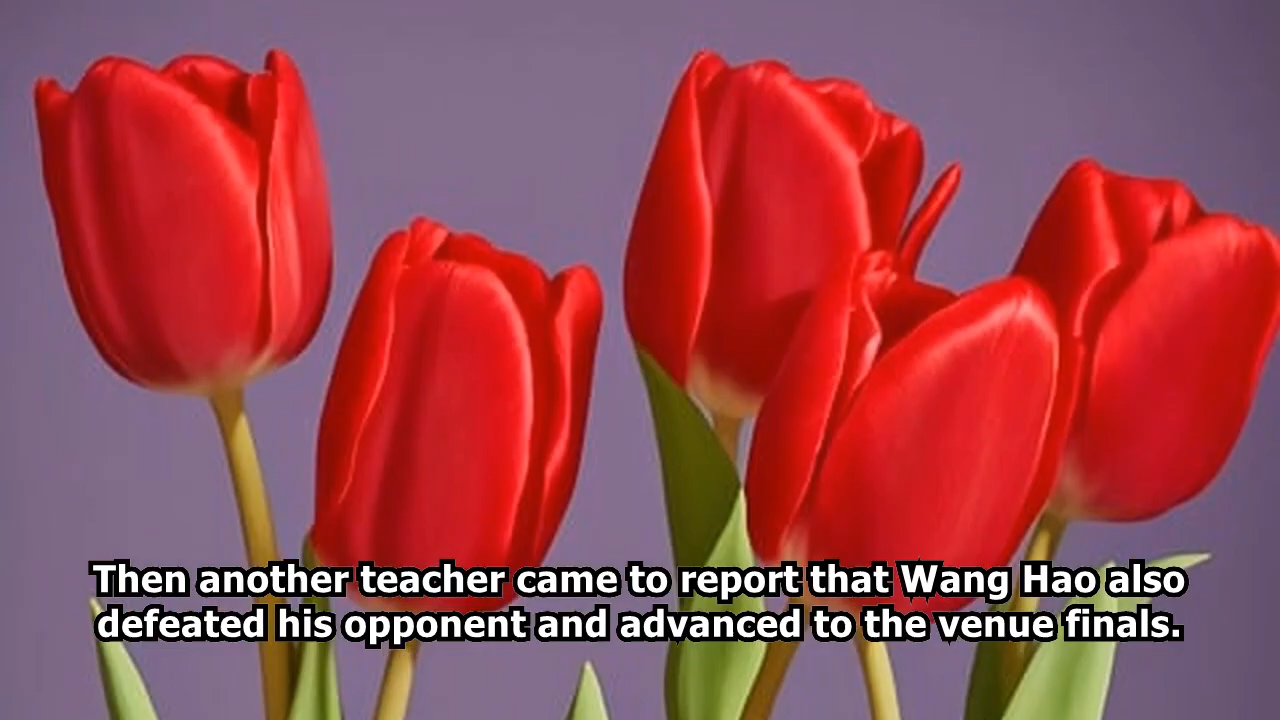 Then another teacher came to report that Wang Hao also
defeated his opponent and advanced to the venue finals.